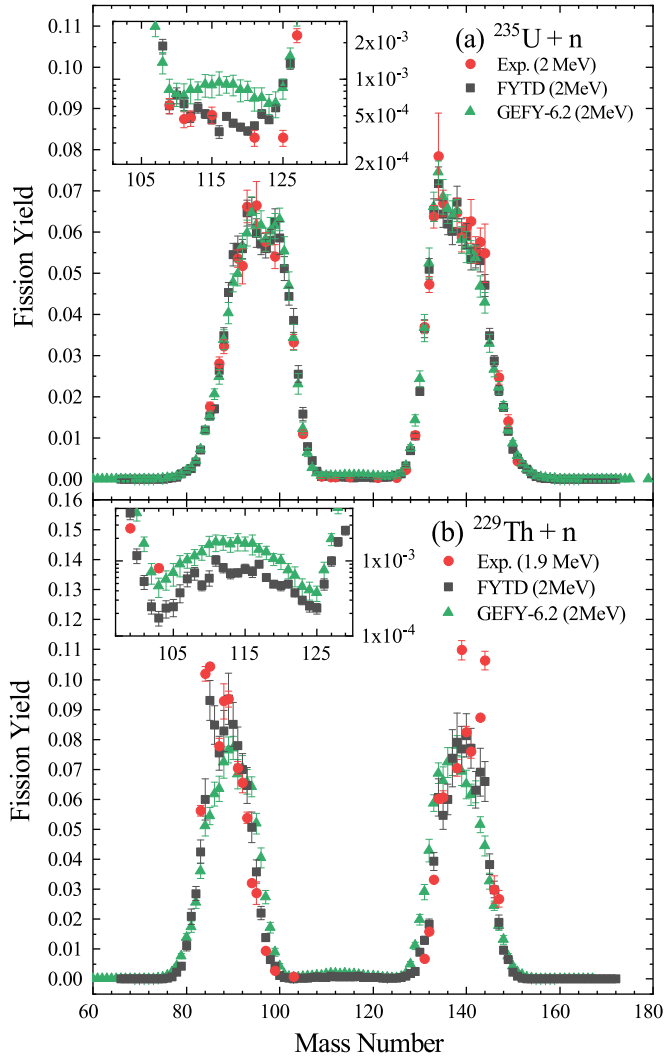 0.11
0.10
0.09
0.08
0.07
0.06
0.05
0.04
0.03
0.02
0.01
0.00
Fission Yield
2x10⁻³
1x10⁻³
5x10⁻⁴
2x10⁻⁴
105 115 125
(a) ²³⁵U + n
Exp. (2 MeV)
FYTD (2MeV)
GEFY-6.2 (2MeV)
0.16
0.15
0.14
0.13
0.12
0.11
0.10
0.09
0.08
0.07
0.06
0.05
0.04
0.03
0.02
0.01
0.00
Fission Yield
1x10⁻³
1x10⁻⁴
105 115 125
(b) ²²⁹Th + n
Exp. (1.9 MeV)
FYTD (2MeV)
GEFY-6.2 (2MeV)
60 80 100 120 140 160 180
Mass Number